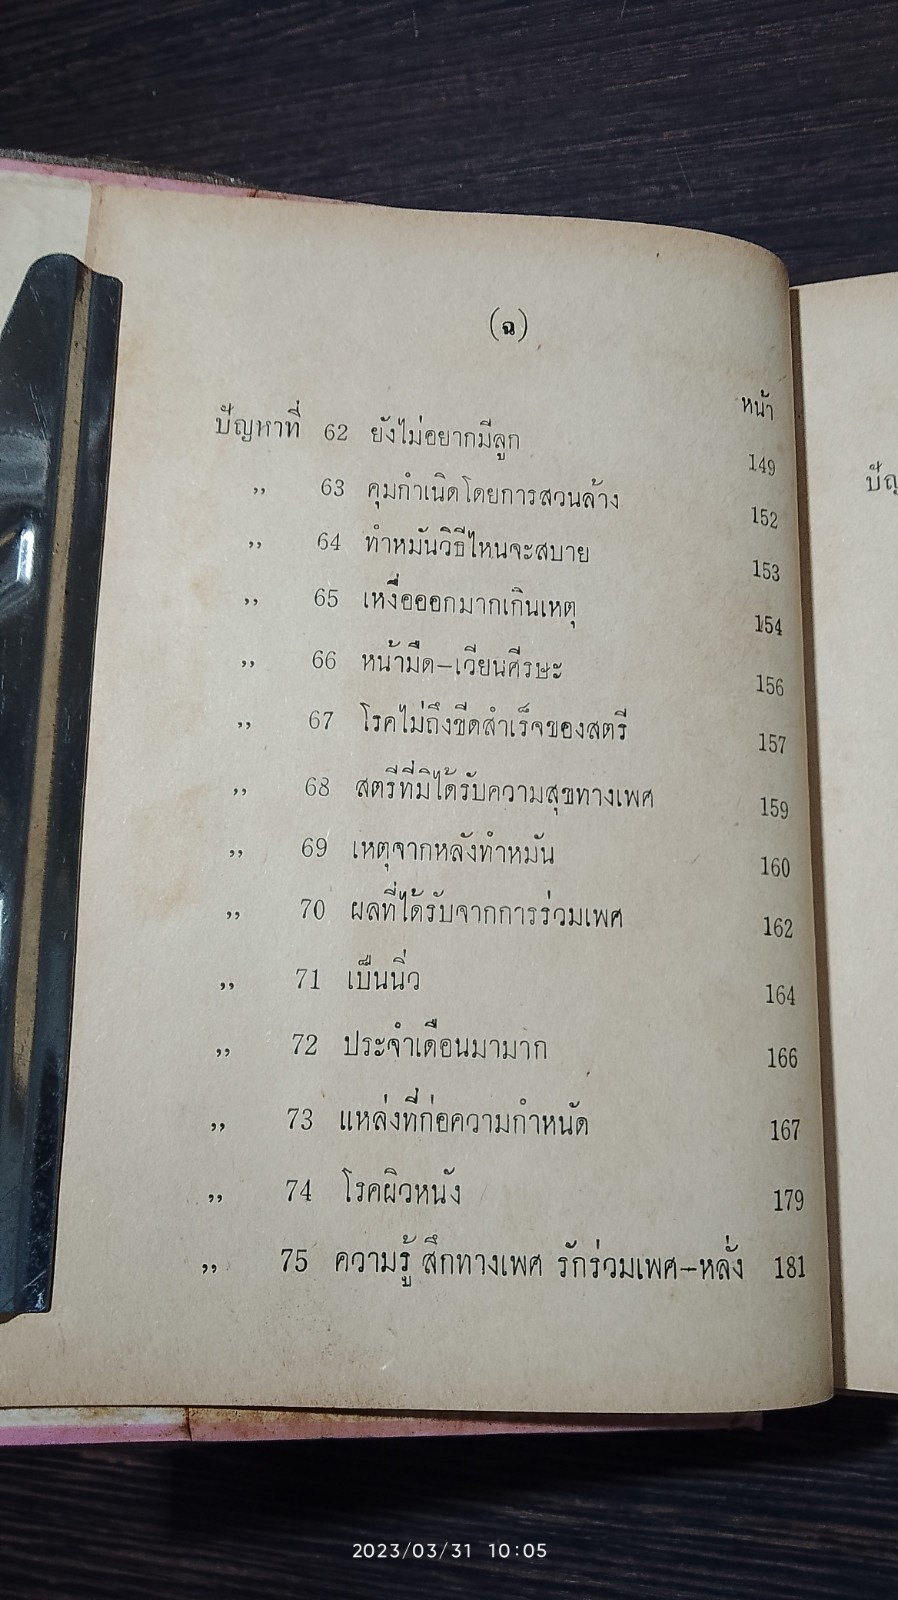 (ฉ)
หน้า
ปัญหาที่ 62 ยังไม่อยากมีลูก 149
,, 63 คุมกำเนิดโดยการสวนล้าง 152
,, 64 ทำหมันวิธีไหนจะสบาย 153
,, 65 เหงื่อออกมากเกินเหตุ 154
,, 66 หน้ามืด–เวียนศีรษะ 156
,, 67 โรคไม่ถึงขีดสำเร็จของสตรี 157
,, 68 สตรีที่มิได้รับความสุขทางเพศ 159
,, 69 เหตุจากหลังทำหมัน 160
,, 70 ผลที่ได้รับจากการร่วมเพศ 162
,, 71 เป็นนิ่ว 164
,, 72 ประจำเดือนมามาก 166
,, 73 แหล่งที่ก่อความกำหนัด 167
,, 74 โรคผิวหนัง 179
,, 75 ความรู้ สึกทางเพศ รักร่วมเพศ–หลั่ง 181
2023/03/31 10:05